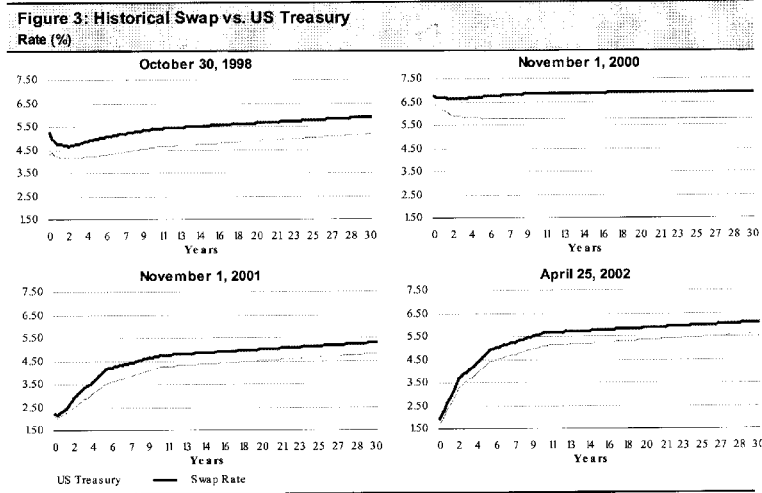 Figure 3: Historical Swap vs. US Treasury
Rate (%)
October 30, 1998
7.50
6.50
5.50
4.50
3.50
2.50
1.50
0 2 4 6 7 9 11 13 14 16 18 20 21 23 25 27 28 30
Years
November 1, 2000
7.50
6.50
5.50
4.50
3.50
2.50
1.50
0 2 4 6 7 9 11 13 14 16 18 20 21 23 25 27 28 30
Years
November 1, 2001
7.50
6.50
5.50
4.50
3.50
2.50
1.50
0 2 4 6 7 9 11 13 14 16 18 20 21 23 25 27 28 30
Years
April 25, 2002
7.50
6.50
5.50
4.50
3.50
2.50
1.50
0 2 4 6 7 9 11 13 14 16 18 20 21 23 25 27 28 30
Years
US Treasury Swap Rate